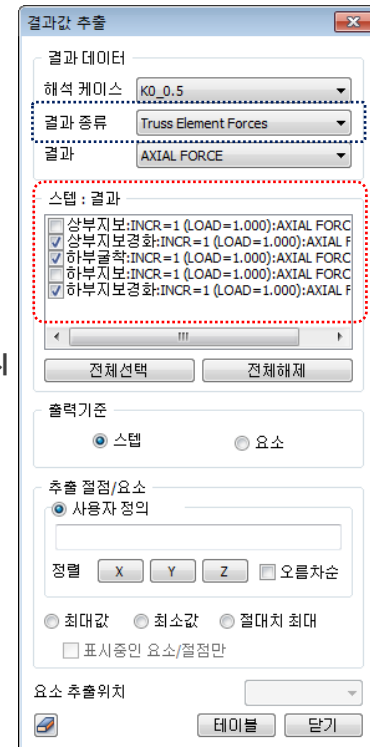 결과값 추출
결과 데이터
해석 케이스 K0_0.5
결과 종류 Truss Element Forces
결과 AXIAL FORCE
스텝 : 결과
상부지보:INCR=1 (LOAD=1.000):AXIAL FORC
상부지보경화:INCR=1 (LOAD=1.000):AXIAL F
하부굴착:INCR=1 (LOAD=1.000):AXIAL FORC
하부지보:INCR=1 (LOAD=1.000):AXIAL FORC
하부지보경화:INCR=1 (LOAD=1.000):AXIAL F
전체선택 전체해제
출력기준
스텝 요소
추출 절점/요소
사용자 정의
정렬 X Y Z 오름차순
최대값 최소값 절대치 최대
표시중인 요소/절점만
요소 추출위치
테이블 닫기